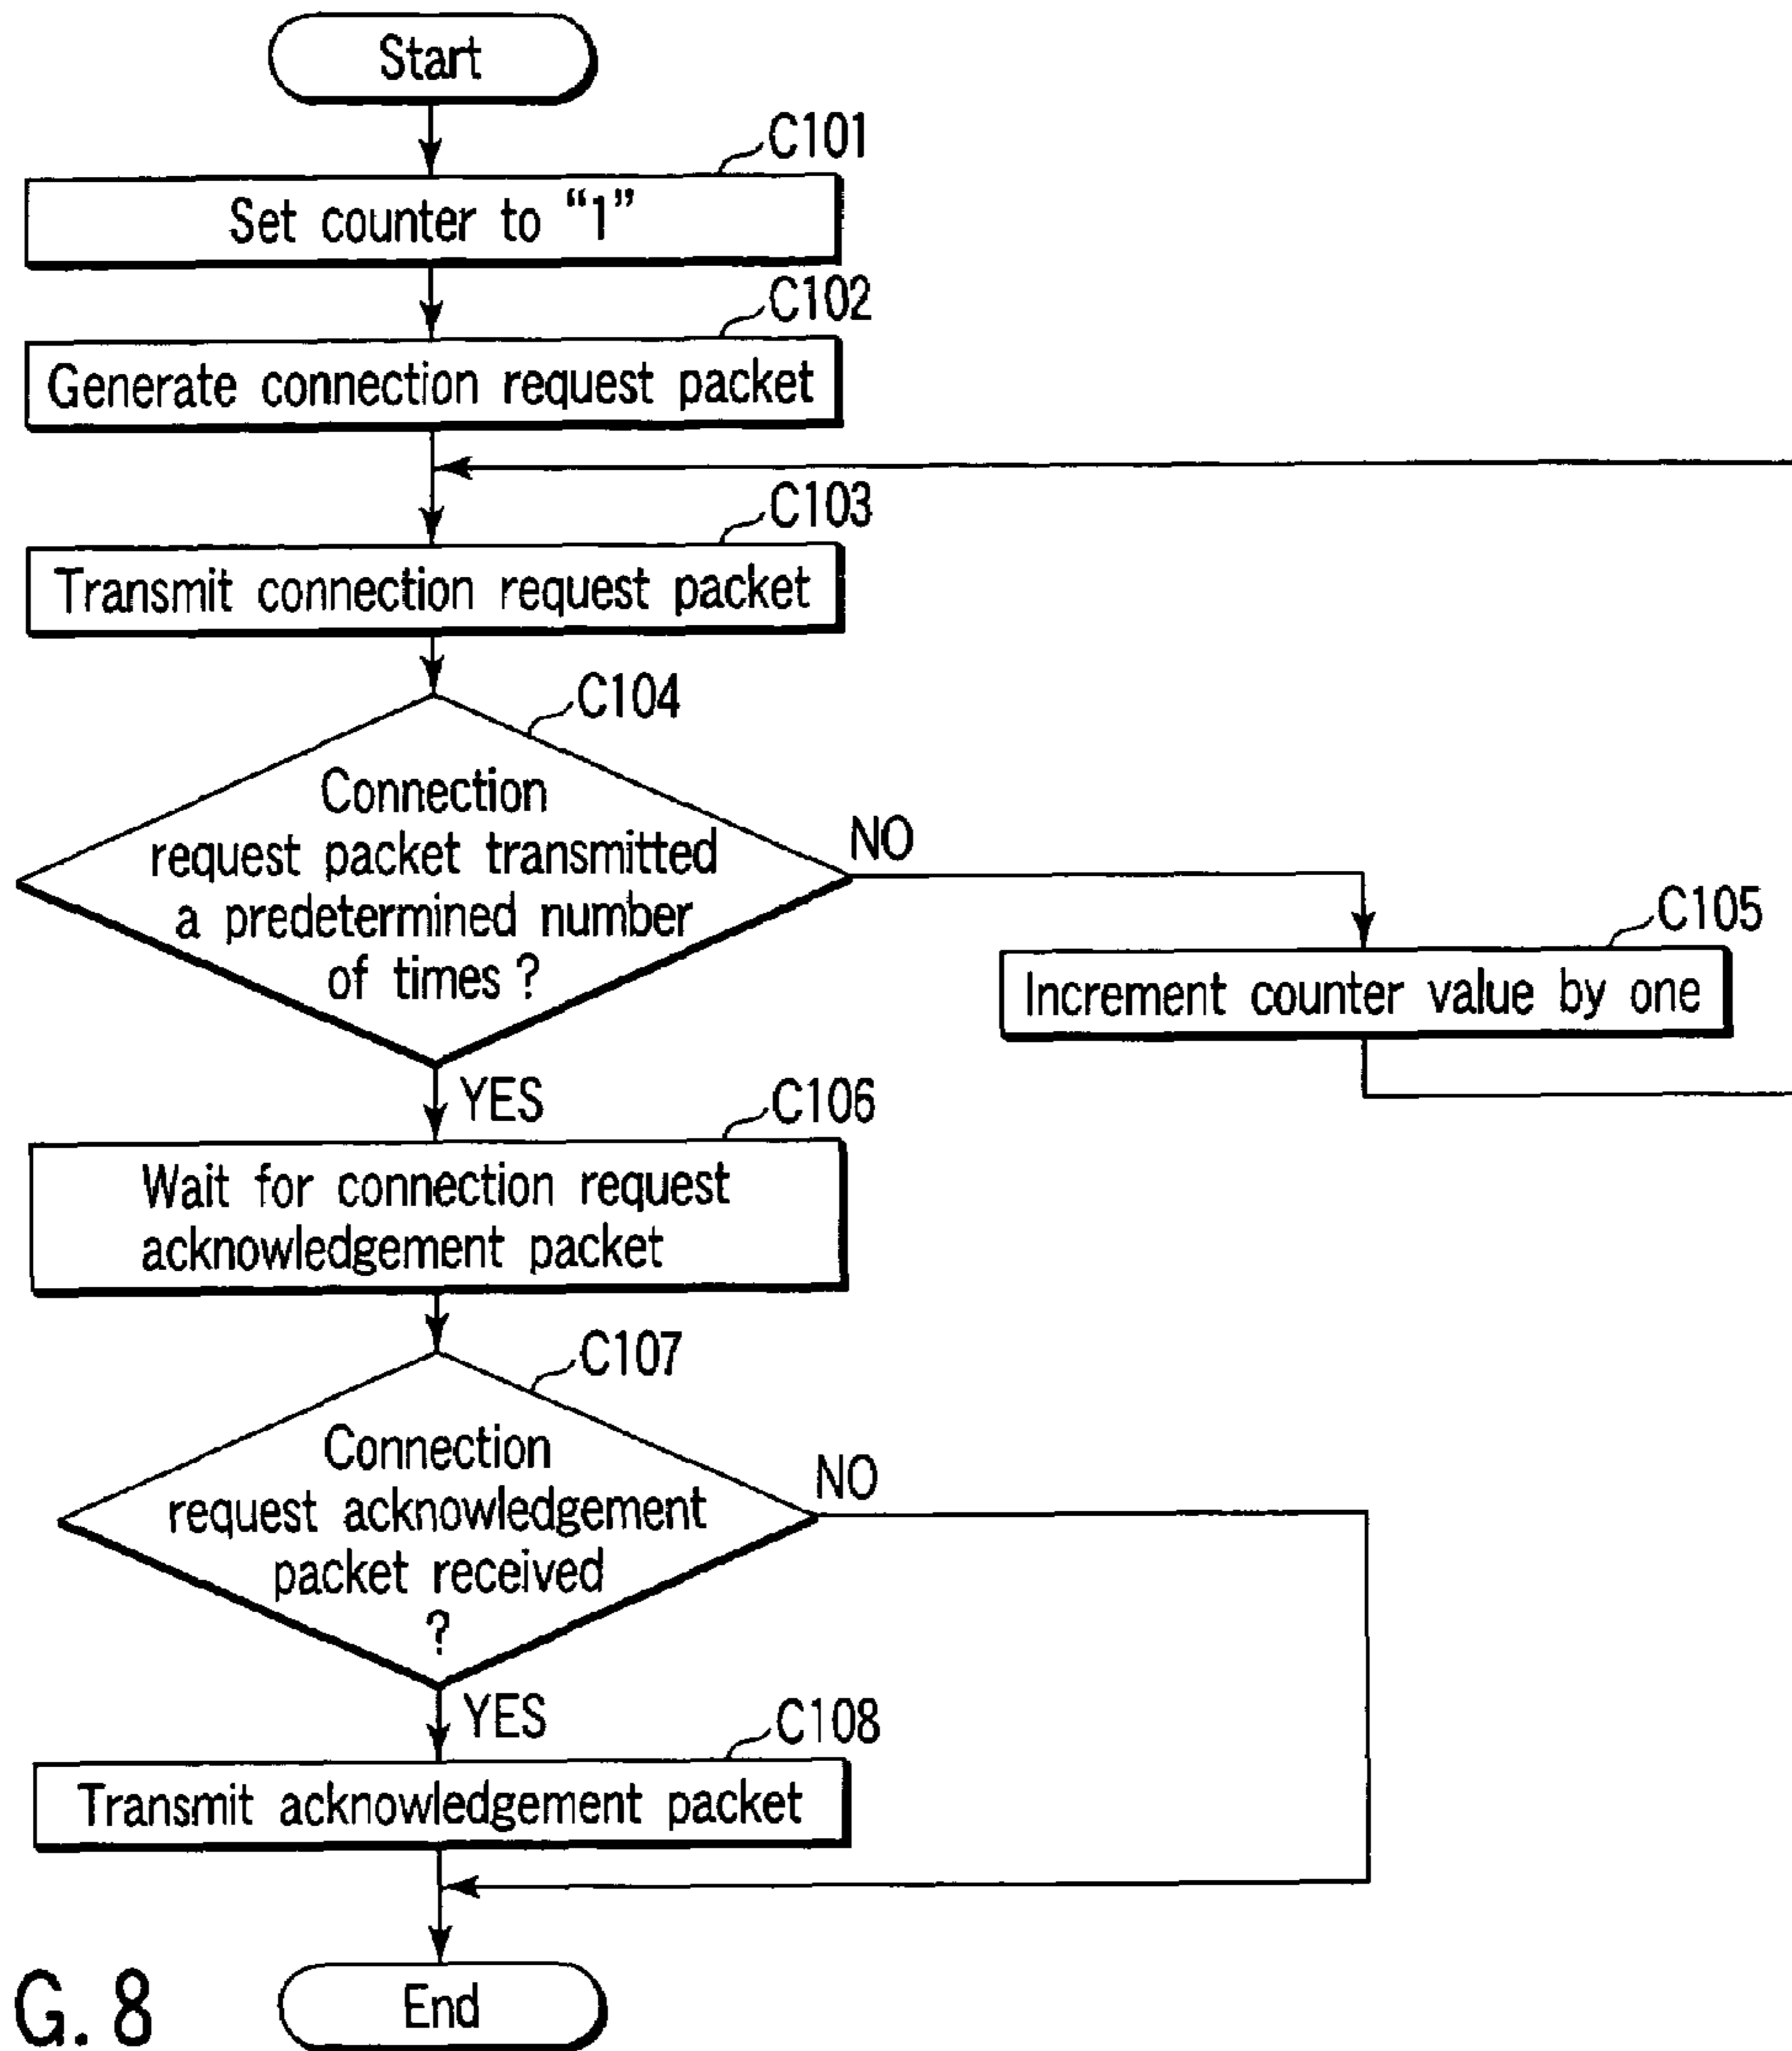 Start
C101
Set counter to “1”
C102
Generate connection request packet
C103
Transmit connection request packet
C104
Connection
request packet transmitted
a predetermined number
of times ?
NO
C105
Increment counter value by one
YES
C106
Wait for connection request
acknowledgement packet
C107
Connection
request acknowledgement
packet received
?
NO
YES
C108
Transmit acknowledgement packet
End
G. 8